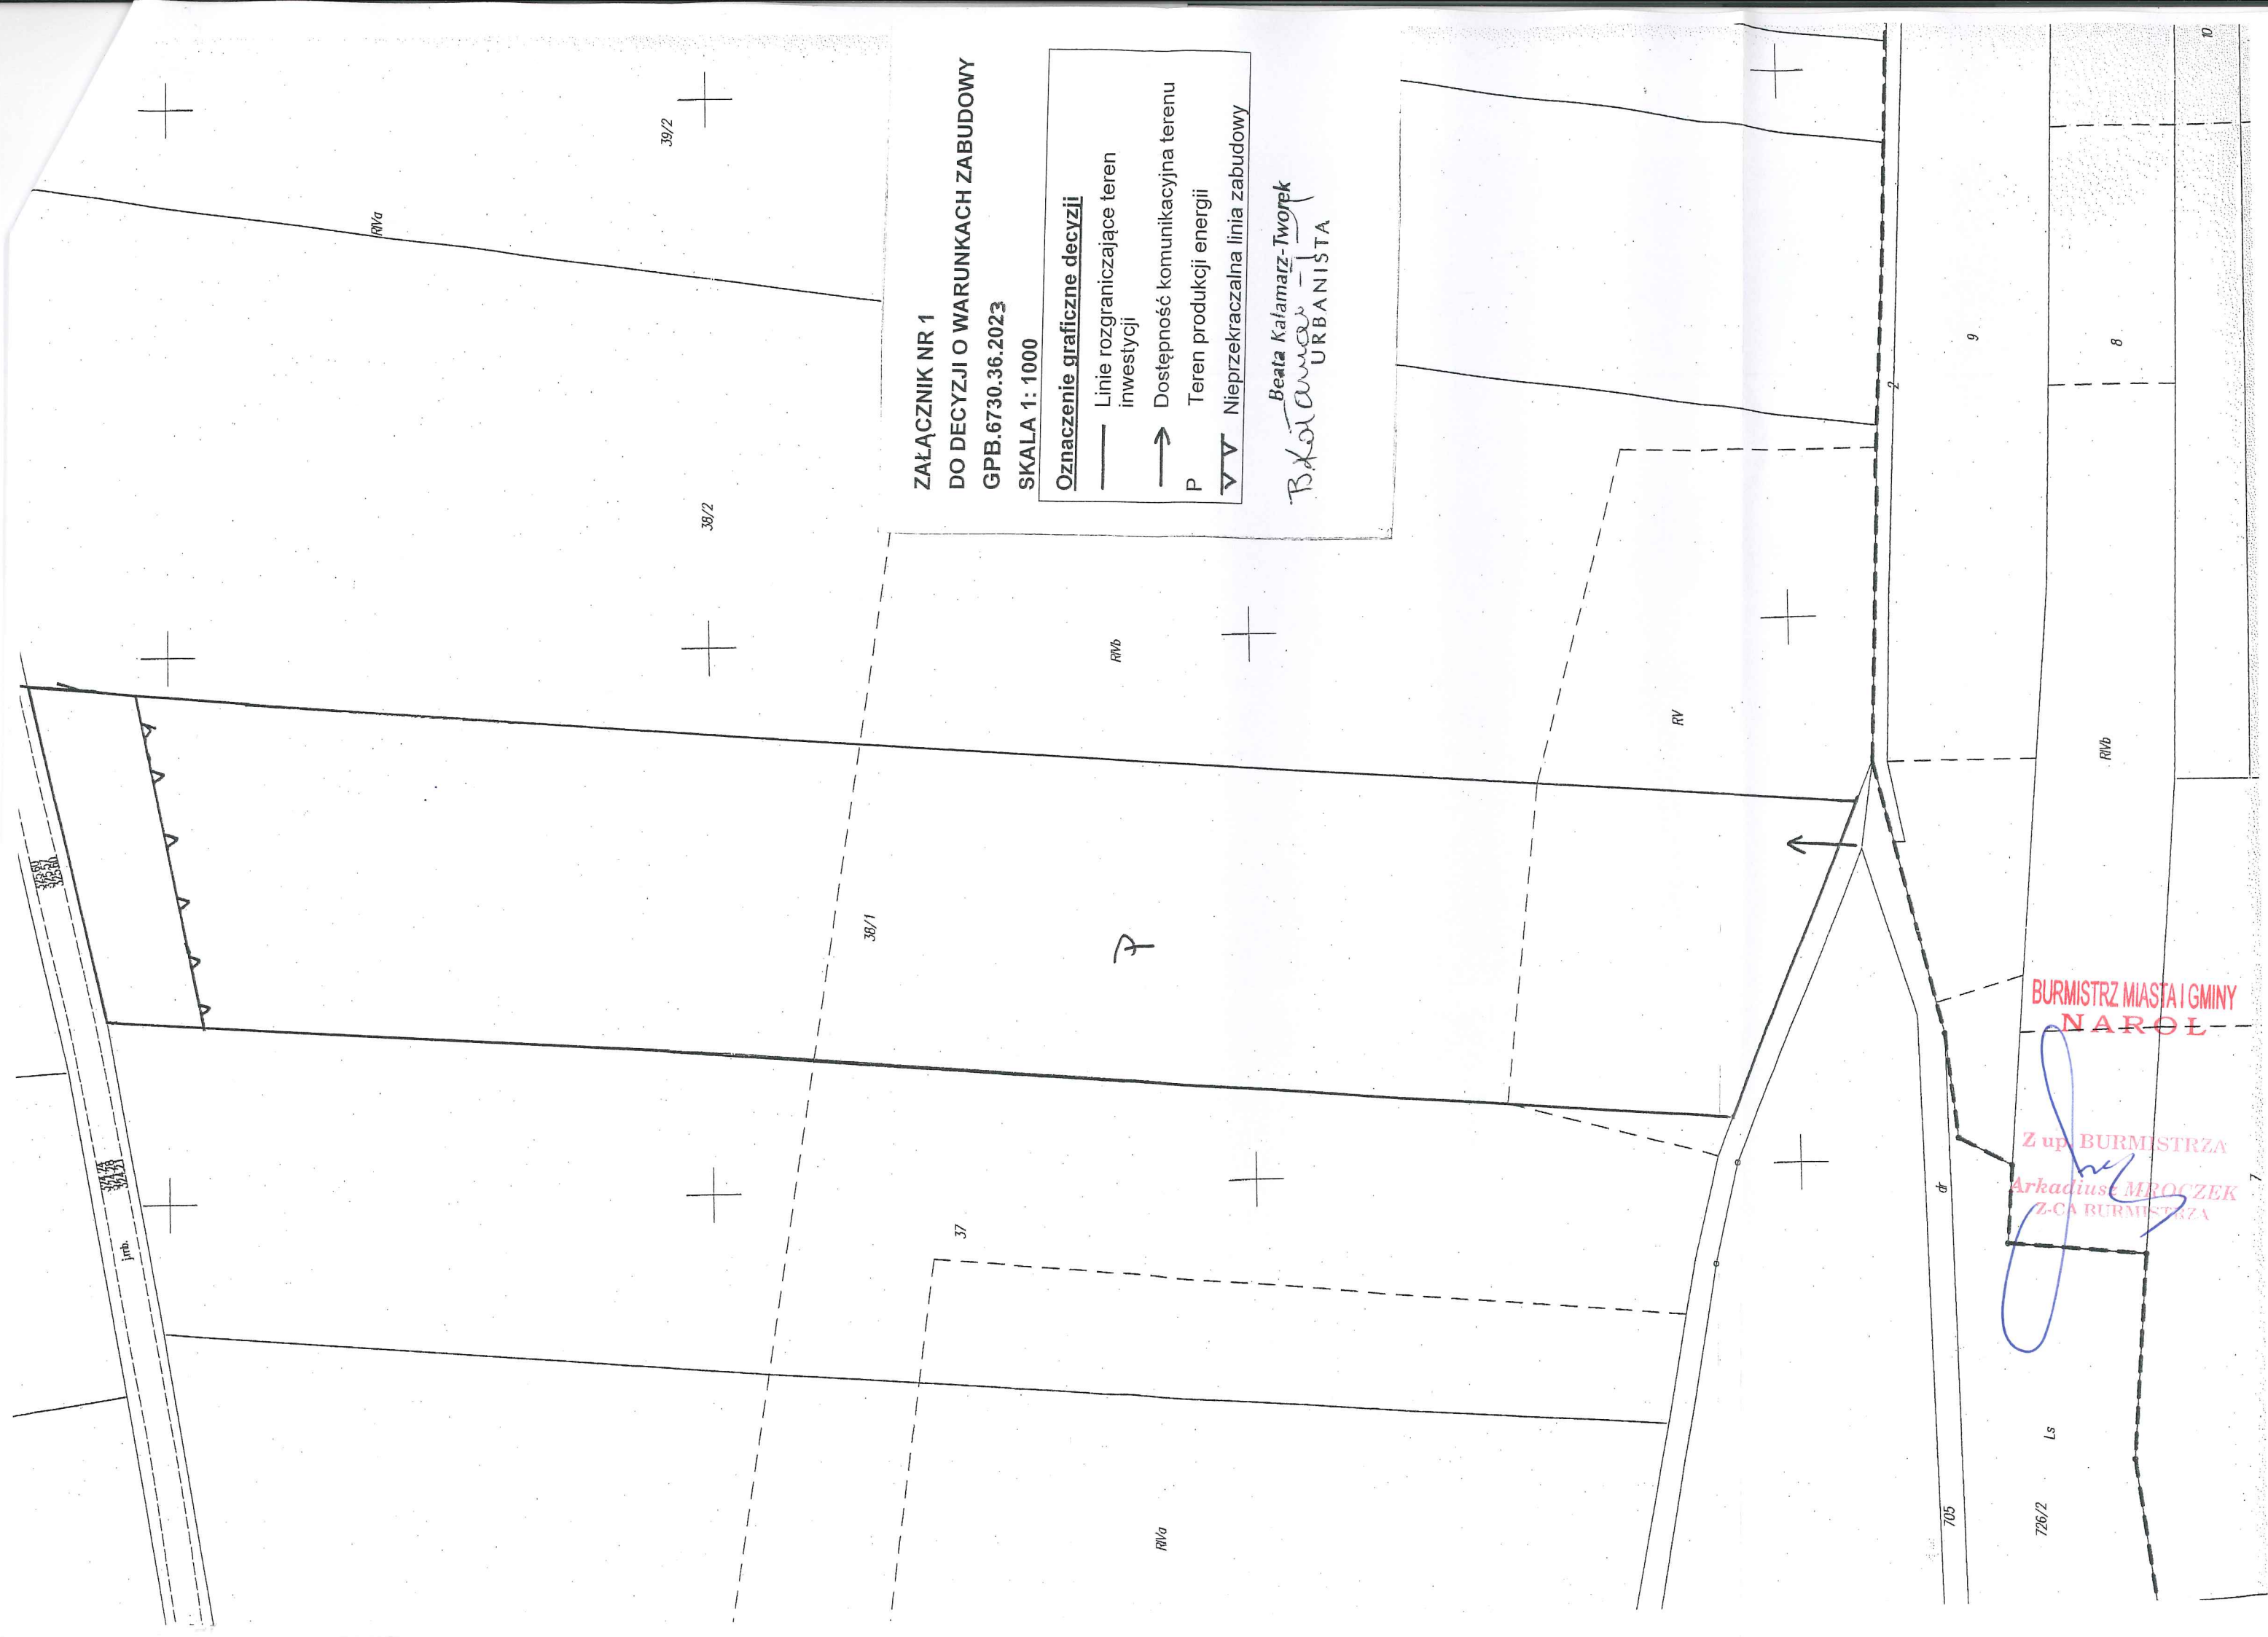 ZAŁĄCZNIK NR 1
DO DECYZJI O WARUNKACH ZABUDOWY
GPB.6730.36.2023
SKALA 1: 1000
Oznaczenie graficzne decyzji
Linie rozgraniczające teren
inwestycji
Dostępność komunikacyjna terenu
P Teren produkcji energii
Nieprzekraczalna linia zabudowy
Beata Kałamarz-Tworek
URBANISTA
39/2
RIVa
38/2
RIVb
RV
38/1
P
37
RIVa
jmb.
2
9
8
10
RIVb
7
dr
705
Ls
726/2
BURMISTRZ MIASTA I GMINY
NAROL
Z up. BURMISTRZA
Arkadiusz MROCZEK
Z-CA BURMISTRZA